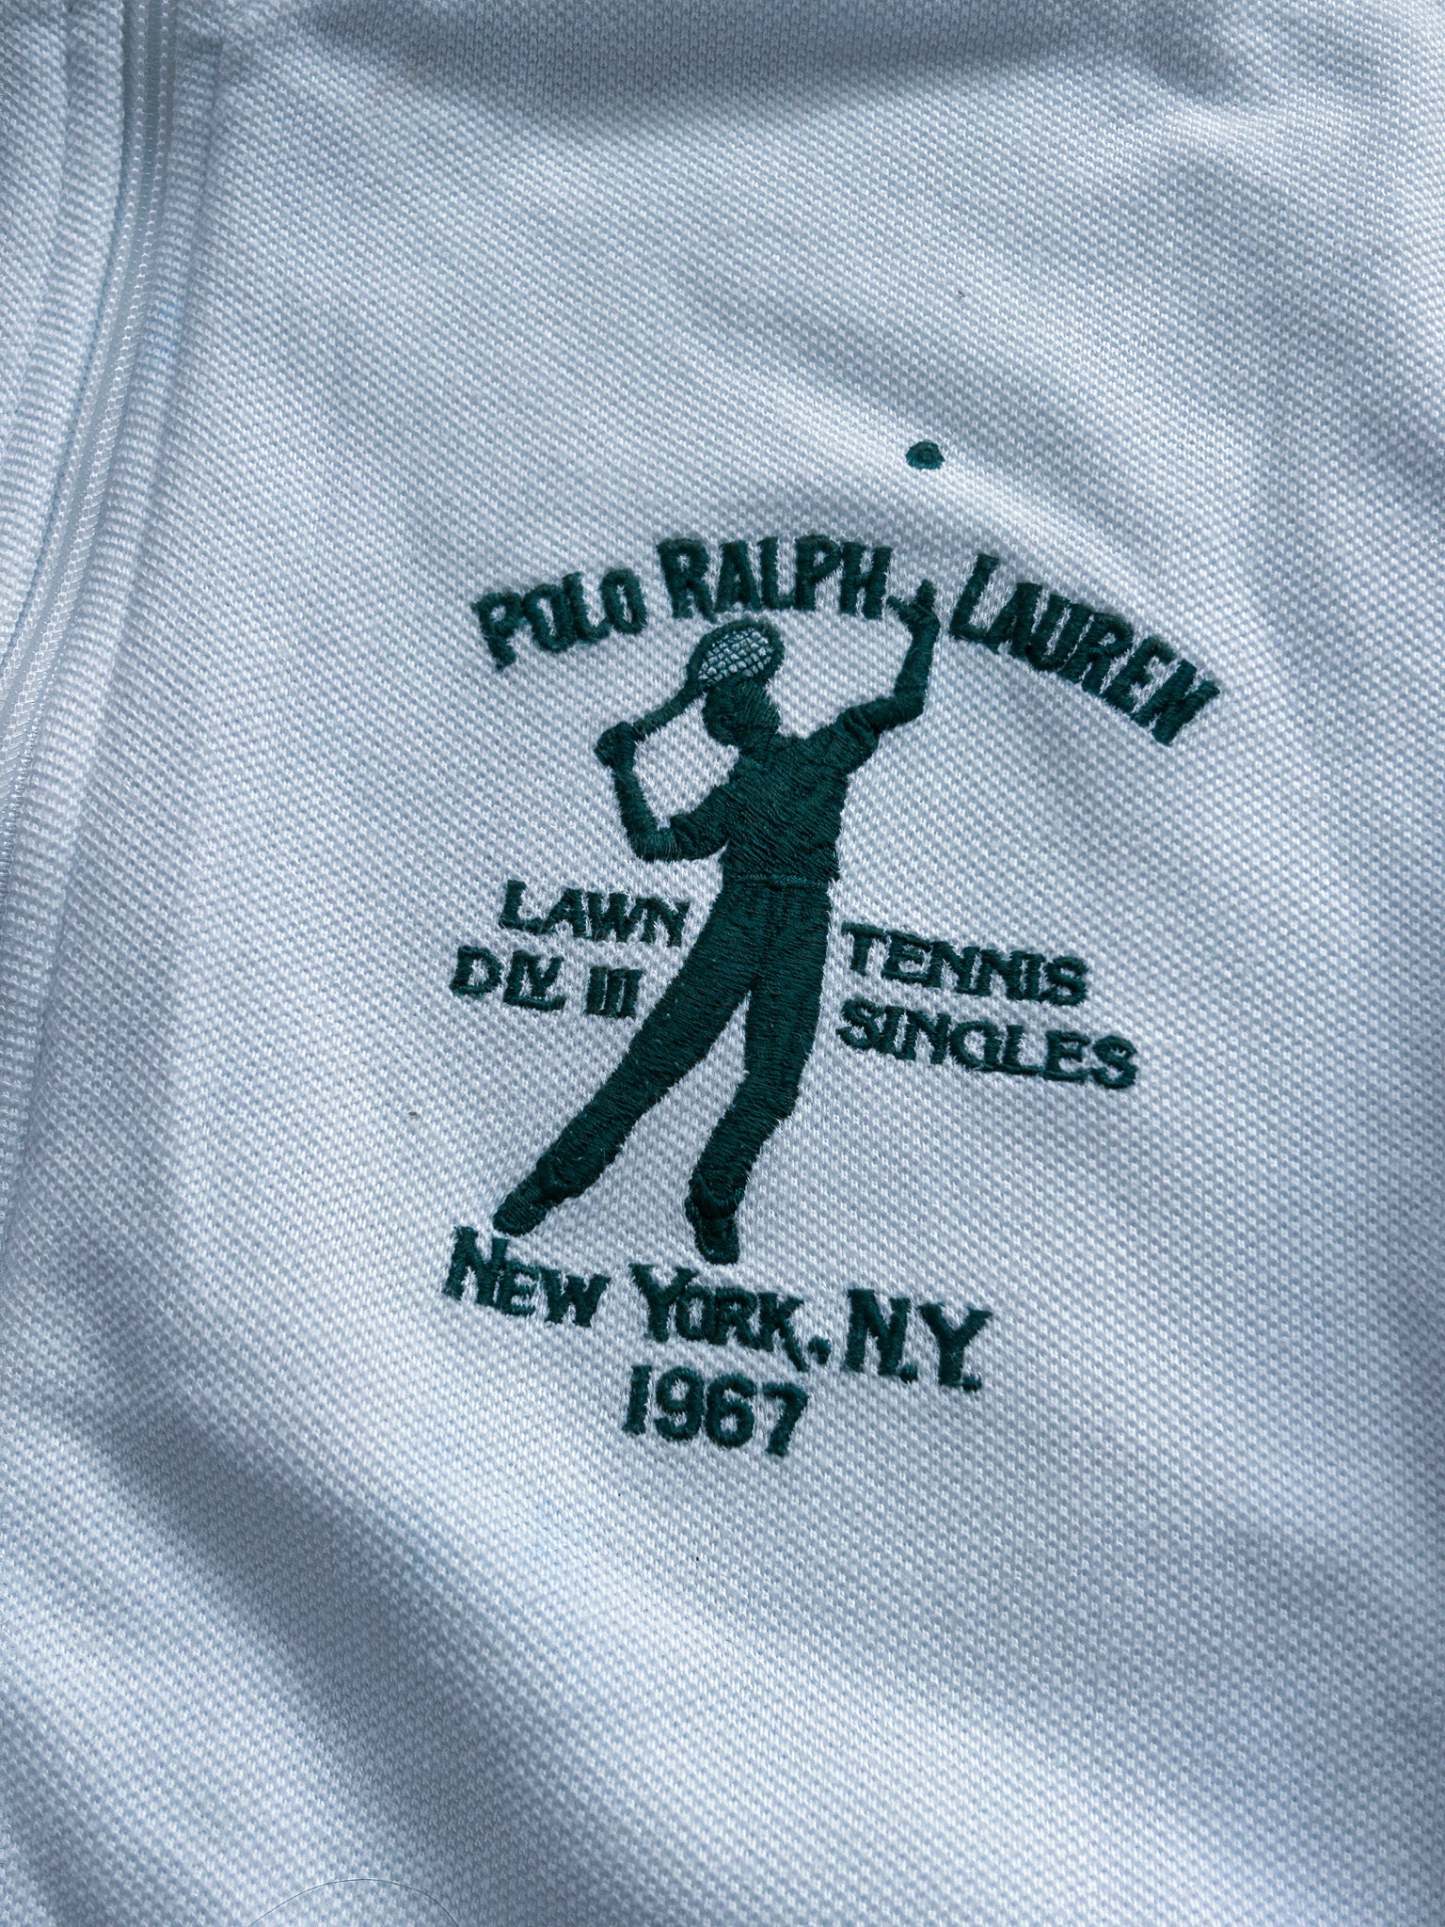 POLO RALPH LAUREN
LAWN TENNIS
DIV. III SINGLES
NEW YORK, N.Y.
1967